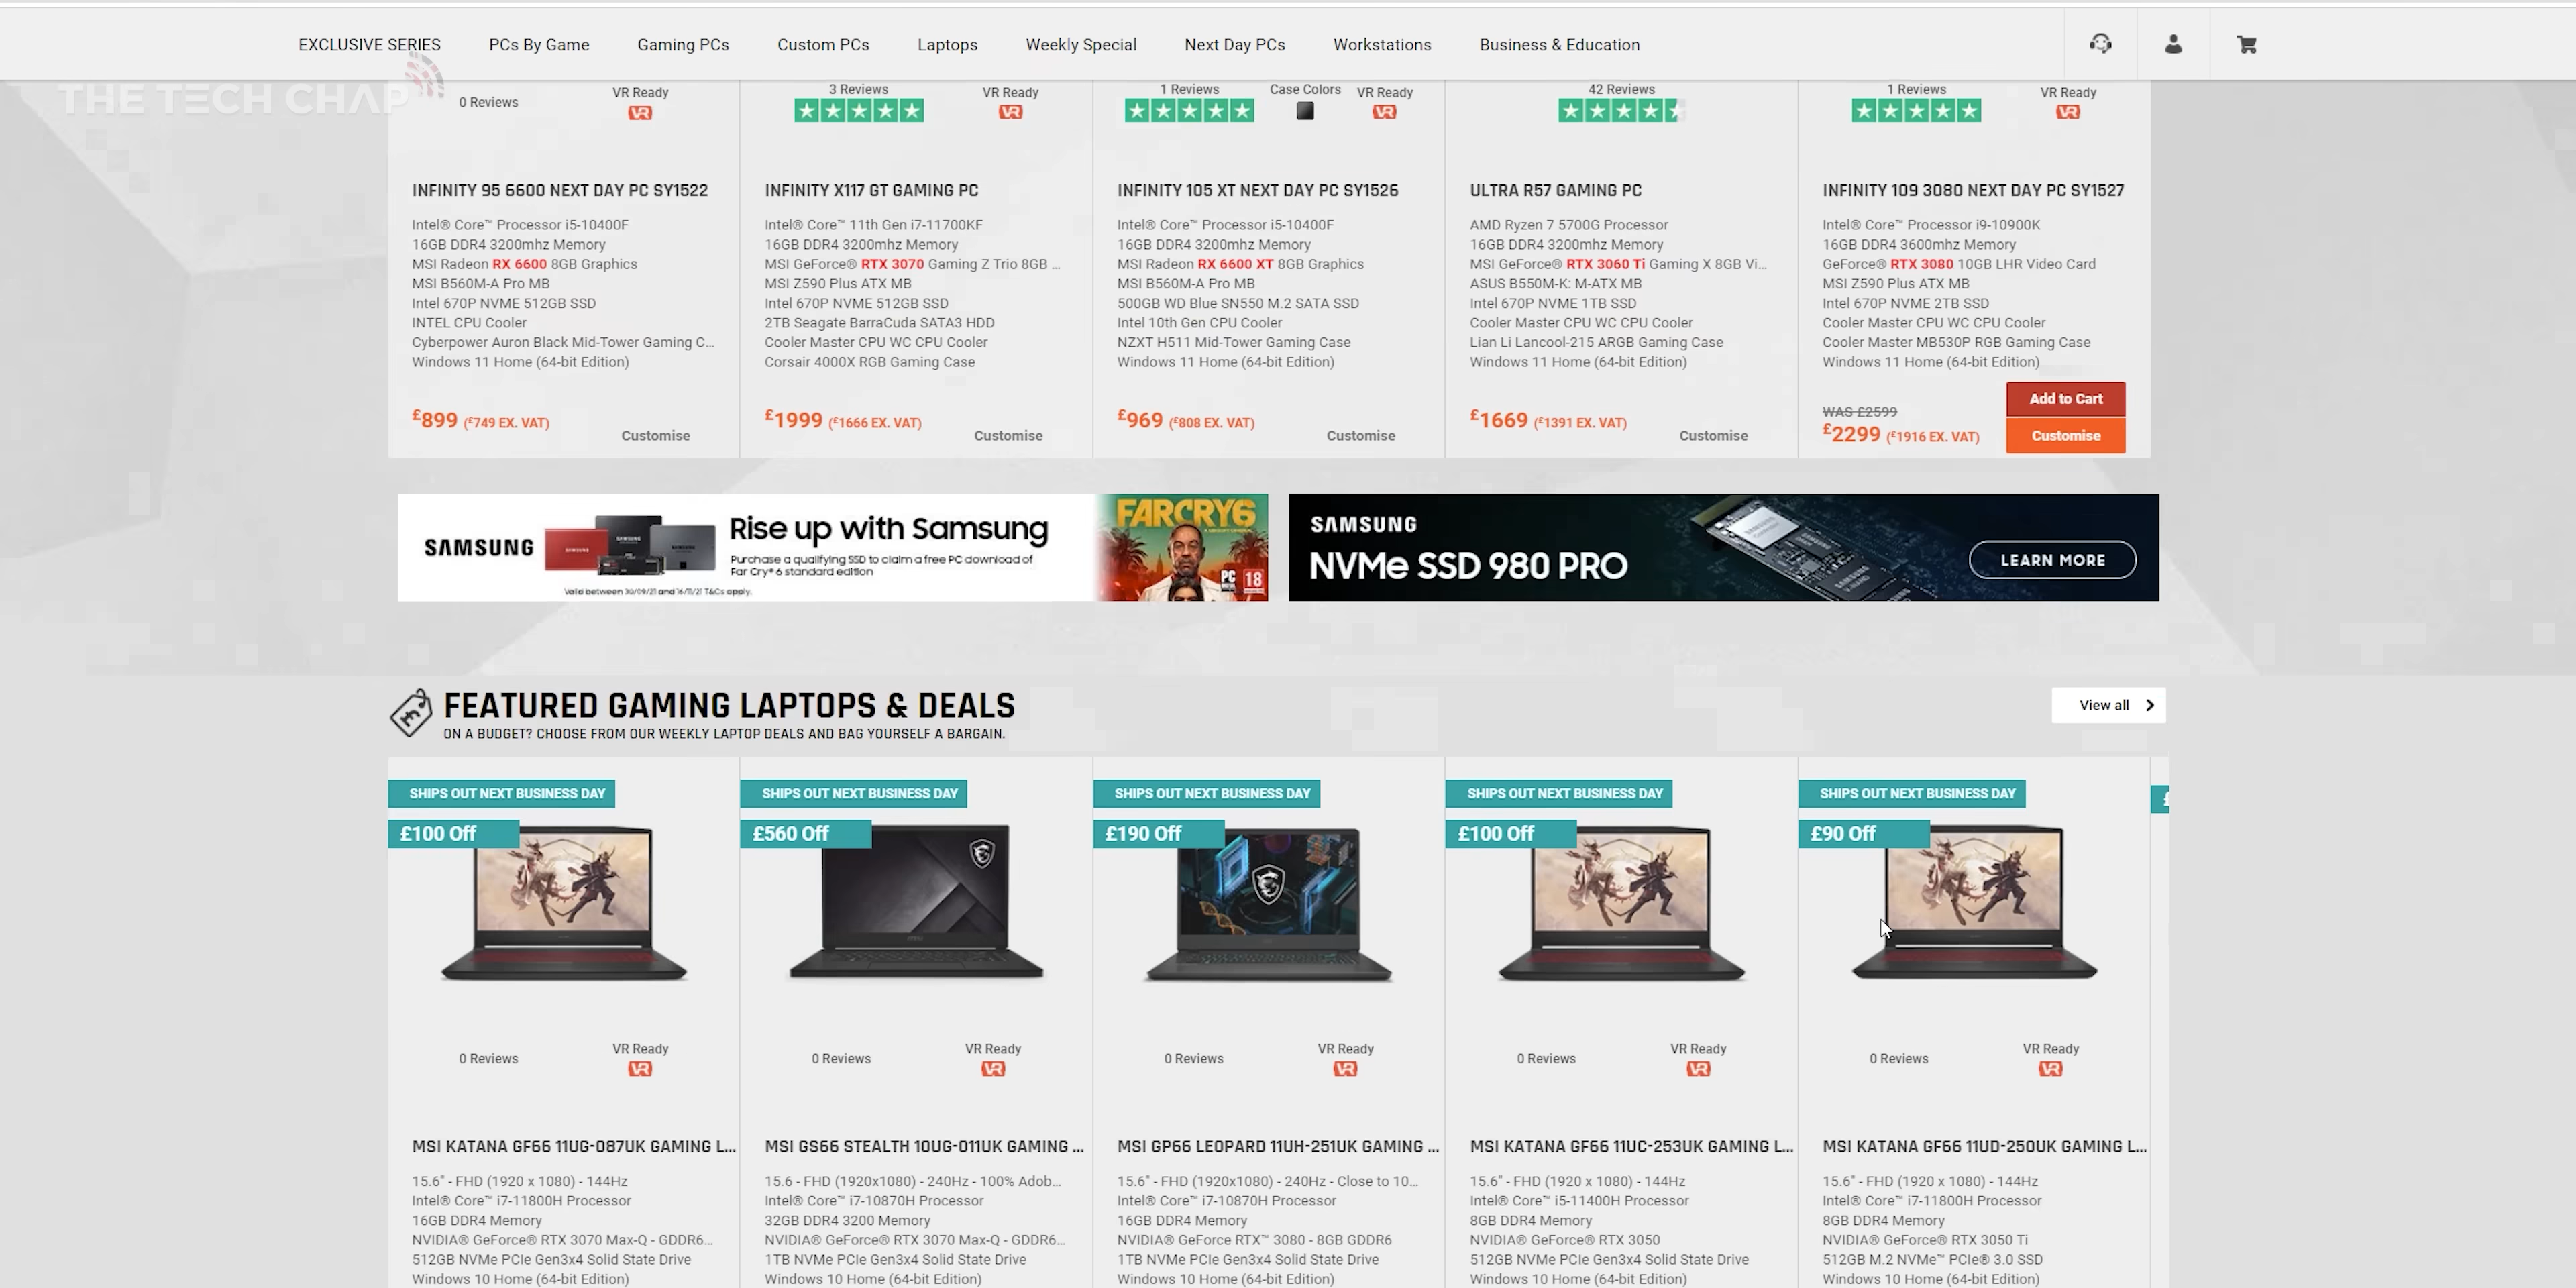 EXCLUSIVE SERIES PCs By Game Gaming PCs Custom PCs Laptops Weekly Special Next Day PCs Workstations Business & Education
THE TECH CHAP
0 Reviews VR Ready
VR
3 Reviews VR Ready
VR
1 Reviews Case Colors VR Ready
VR
42 Reviews
1 Reviews VR Ready
VR
INFINITY 95 6600 NEXT DAY PC SY1522
Intel® Core™ Processor i5-10400F
16GB DDR4 3200mhz Memory
MSI Radeon RX 6600 8GB Graphics
MSI B560M-A Pro MB
Intel 670P NVME 512GB SSD
INTEL CPU Cooler
Cyberpower Auron Black Mid-Tower Gaming C...
Windows 11 Home (64-bit Edition)
£899 (£749 EX. VAT)
Customise
INFINITY X117 GT GAMING PC
Intel® Core™ 11th Gen i7-11700KF
16GB DDR4 3200mhz Memory
MSI GeForce® RTX 3070 Gaming Z Trio 8GB ...
MSI Z590 Plus ATX MB
Intel 670P NVME 512GB SSD
2TB Seagate BarraCuda SATA3 HDD
Cooler Master CPU WC CPU Cooler
Corsair 4000X RGB Gaming Case
£1999 (£1666 EX. VAT)
Customise
INFINITY 105 XT NEXT DAY PC SY1526
Intel® Core™ Processor i5-10400F
16GB DDR4 3200mhz Memory
MSI Radeon RX 6600 XT 8GB Graphics
MSI B560M-A Pro MB
500GB WD Blue SN550 M.2 SATA SSD
Intel 10th Gen CPU Cooler
NZXT H511 Mid-Tower Gaming Case
Windows 11 Home (64-bit Edition)
£969 (£808 EX. VAT)
Customise
ULTRA R57 GAMING PC
AMD Ryzen 7 5700G Processor
16GB DDR4 3200mhz Memory
MSI GeForce® RTX 3060 Ti Gaming X 8GB Vi...
ASUS B550M-K: M-ATX MB
Intel 670P NVME 1TB SSD
Cooler Master CPU WC CPU Cooler
Lian Li Lancool-215 ARGB Gaming Case
Windows 11 Home (64-bit Edition)
£1669 (£1391 EX. VAT)
Customise
INFINITY 109 3080 NEXT DAY PC SY1527
Intel® Core™ Processor i9-10900K
16GB DDR4 3600mhz Memory
GeForce® RTX 3080 10GB LHR Video Card
MSI Z590 Plus ATX MB
Intel 670P NVME 2TB SSD
Cooler Master CPU WC CPU Cooler
Cooler Master MB530P RGB Gaming Case
Windows 11 Home (64-bit Edition)
WAS £2599
£2299 (£1916 EX. VAT)
Add to Cart
Customise
SAMSUNG
Rise up with Samsung
Purchase a qualifying SSD to claim a free PC download of
Far Cry® 6 standard edition
Valid between 30/09/21 and 16/11/21 T&Cs apply.
FARCRY6
PC
18
SAMSUNG
NVMe SSD 980 PRO
LEARN MORE
FEATURED GAMING LAPTOPS & DEALS
ON A BUDGET? CHOOSE FROM OUR WEEKLY LAPTOP DEALS AND BAG YOURSELF A BARGAIN.
View all
SHIPS OUT NEXT BUSINESS DAY
£100 Off
0 Reviews VR Ready
VR
MSI KATANA GF66 11UG-087UK GAMING L...
15.6" - FHD (1920 x 1080) - 144Hz
Intel® Core™ i7-11800H Processor
16GB DDR4 Memory
NVIDIA® GeForce® RTX 3070 Max-Q - GDDR6...
512GB NVMe PCIe Gen3x4 Solid State Drive
Windows 10 Home (64-bit Edition)
SHIPS OUT NEXT BUSINESS DAY
£560 Off
0 Reviews VR Ready
VR
MSI GS66 STEALTH 10UG-011UK GAMING ...
15.6 - FHD (1920x1080) - 240Hz - 100% Adob...
Intel® Core™ i7-10870H Processor
32GB DDR4 3200 Memory
NVIDIA® GeForce® RTX 3070 Max-Q - GDDR6...
1TB NVMe PCIe Gen3x4 Solid State Drive
Windows 10 Home (64-bit Edition)
SHIPS OUT NEXT BUSINESS DAY
£190 Off
0 Reviews VR Ready
VR
MSI GP66 LEOPARD 11UH-251UK GAMING ...
15.6" - FHD (1920x1080) - 240Hz - Close to 10...
Intel® Core™ i7-10870H Processor
16GB DDR4 Memory
NVIDIA® GeForce RTX™ 3080 - 8GB GDDR6
1TB NVMe PCIe Gen3x4 Solid State Drive
Windows 10 Home (64-bit Edition)
SHIPS OUT NEXT BUSINESS DAY
£100 Off
0 Reviews VR Ready
VR
MSI KATANA GF66 11UC-253UK GAMING L...
15.6" - FHD (1920 x 1080) - 144Hz
Intel® Core™ i5-11400H Processor
8GB DDR4 Memory
NVIDIA® GeForce® RTX 3050
512GB NVMe PCIe Gen3x4 Solid State Drive
Windows 10 Home (64-bit Edition)
SHIPS OUT NEXT BUSINESS DAY
£90 Off
0 Reviews VR Ready
VR
MSI KATANA GF66 11UD-250UK GAMING L...
15.6" - FHD (1920 x 1080) - 144Hz
Intel® Core™ i7-11800H Processor
8GB DDR4 Memory
NVIDIA® GeForce® RTX 3050 Ti
512GB M.2 NVMe™ PCIe® 3.0 SSD
Windows 10 Home (64-bit Edition)